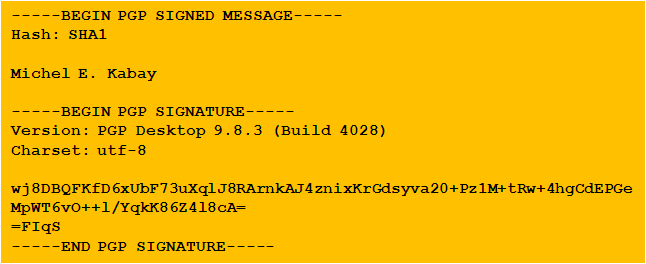 -----BEGIN PGP SIGNED MESSAGE-----
Hash: SHA1
Michel E. Kabay
-----BEGIN PGP SIGNATURE-----
Version: PGP Desktop 9.8.3 (Build 4028)
Charset: utf-8
wj8DBQFKfD6xUbF73uXqlJ8RArnkAJ4znixKrGdsyva20+Pz1M+tRw+4hgCdEPGe
MpWT6vO++l/YqkK86Z4l8cA=
=FIqS
-----END PGP SIGNATURE-----